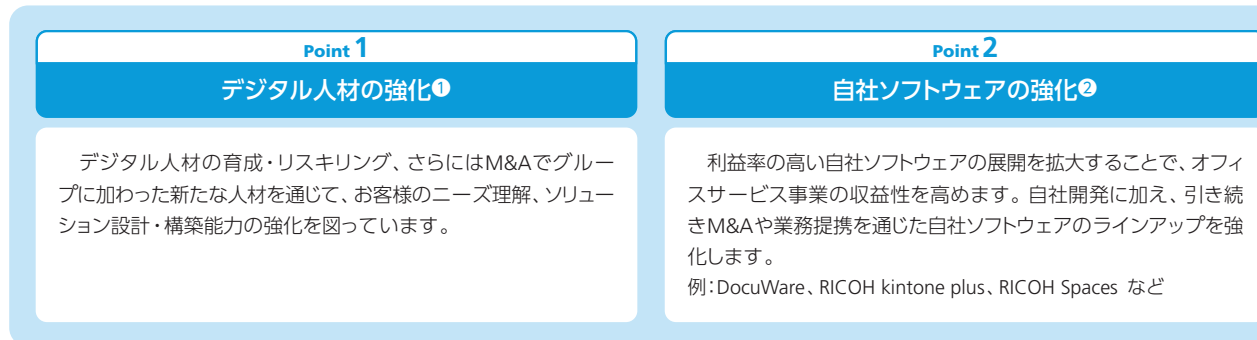 Point 1
デジタル人材の強化❶
デジタル人材の育成・リスキリング、さらにはM&Aでグルー
プに加わった新たな人材を通じて、お客様のニーズ理解、ソリュー
ション設計・構築能力の強化を図っています。
Point 2
自社ソフトウェアの強化❷
利益率の高い自社ソフトウェアの展開を拡大することで、オフィ
スサービス事業の収益性を高めます。自社開発に加え、引き続
きM&Aや業務提携を通じた自社ソフトウェアのラインアップを強
化します。
例：DocuWare、RICOH kintone plus、RICOH Spaces など